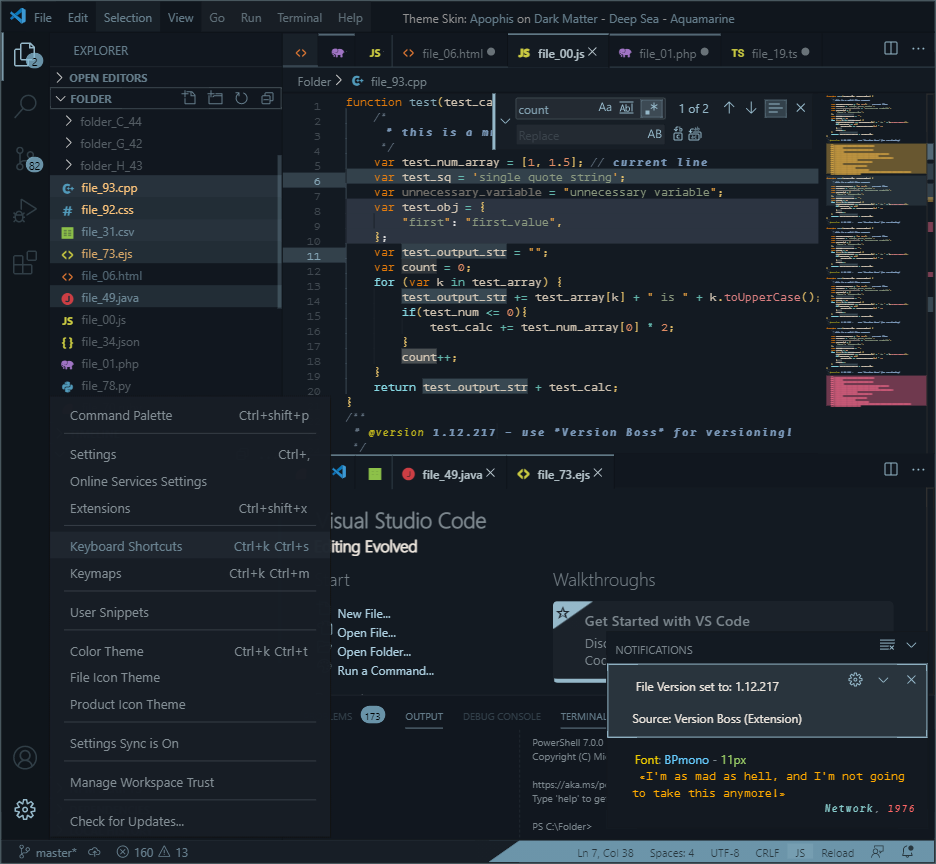 File Edit Selection View Go Run Terminal Help Theme Skin: Apophis on Dark Matter - Deep Sea - Aquamarine
EXPLORER
2
82
OPEN EDITORS
FOLDER
folder_C_44
folder_G_42
folder_H_43
file_93.cpp
file_92.css
file_31.csv
file_73.ejs
file_06.html
file_49.java
file_00.js
file_34.json
file_01.php
file_78.py
JS file_06.html JS file_00.js file_01.php TS file_19.ts
Folder > file_93.cpp
count Aa Abl .* 1 of 2
Replace AB
1 function test(test_ca
2 /*
3 * this is a m
4 */
5 var test_num_array = [1, 1.5]; // current line
6 var test_sq = 'single quote string';
7 var unnecessary_variable = "unnecessary variable";
8 var test_obj = {
9 "first": "first_value",
10 };
11 var test_output_str = "";
12 var count = 0;
13 for (var k in test_array) {
14 test_output_str += test_array[k] + " is " + k.toUpperCase();
15 if(test_num <= 0){
16 test_calc += test_num_array[0] * 2;
17 }
18 count++;
19 }
20 return test_output_str + test_calc;
}
/**
* @version 1.12.217 - use "Version Boss" for versioning!
*/
Command Palette Ctrl+shift+p
Settings Ctrl+,
Online Services Settings
Extensions Ctrl+shift+x
Keyboard Shortcuts Ctrl+k Ctrl+s
Keymaps Ctrl+k Ctrl+m
User Snippets
Color Theme Ctrl+k Ctrl+t
File Icon Theme
Product Icon Theme
Settings Sync is On
Manage Workspace Trust
Check for Updates...
file_49.java file_73.ejs
isual Studio Code
iting Evolved
art
New File...
Open File...
Open Folder...
Run a Command...
Walkthroughs
Get Started with VS Code
Disc
Coc
LEMS 173 OUTPUT DEBUG CONSOLE TERMINAL
PowerShell 7.0.0
Copyright (C) Mi
https://aka.ms/p
Type 'help' to ge
PS C:\Folder>
NOTIFICATIONS
File Version set to: 1.12.217
Source: Version Boss (Extension)
Font: BPmono - 11px
«I'm as mad as hell, and I'm not going
to take this anymore!»
Network, 1976
master* 160 13 Ln 7, Col 38 Spaces: 4 UTF-8 CRLF JS Reload